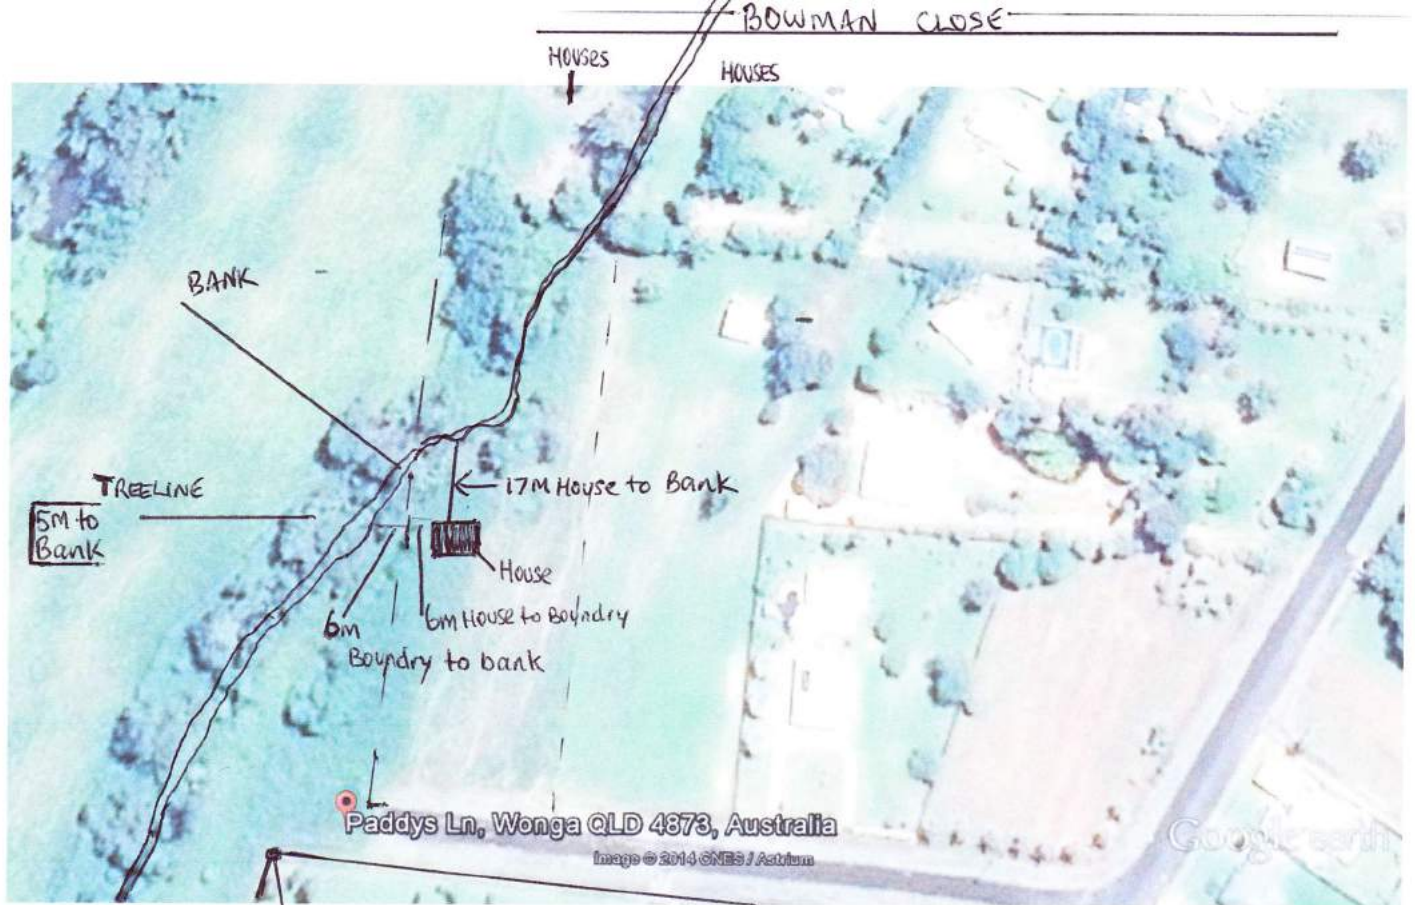 BOWMAN CLOSE
HOUSES
HOUSES
BANK
TREELINE
5M to
Bank
17M House to Bank
House
6m
Boundry to bank
6m House to Boundry
Paddys Ln, Wonga QLD 4873, Australia
Image © 2014 CNES / Astrium
Google earth